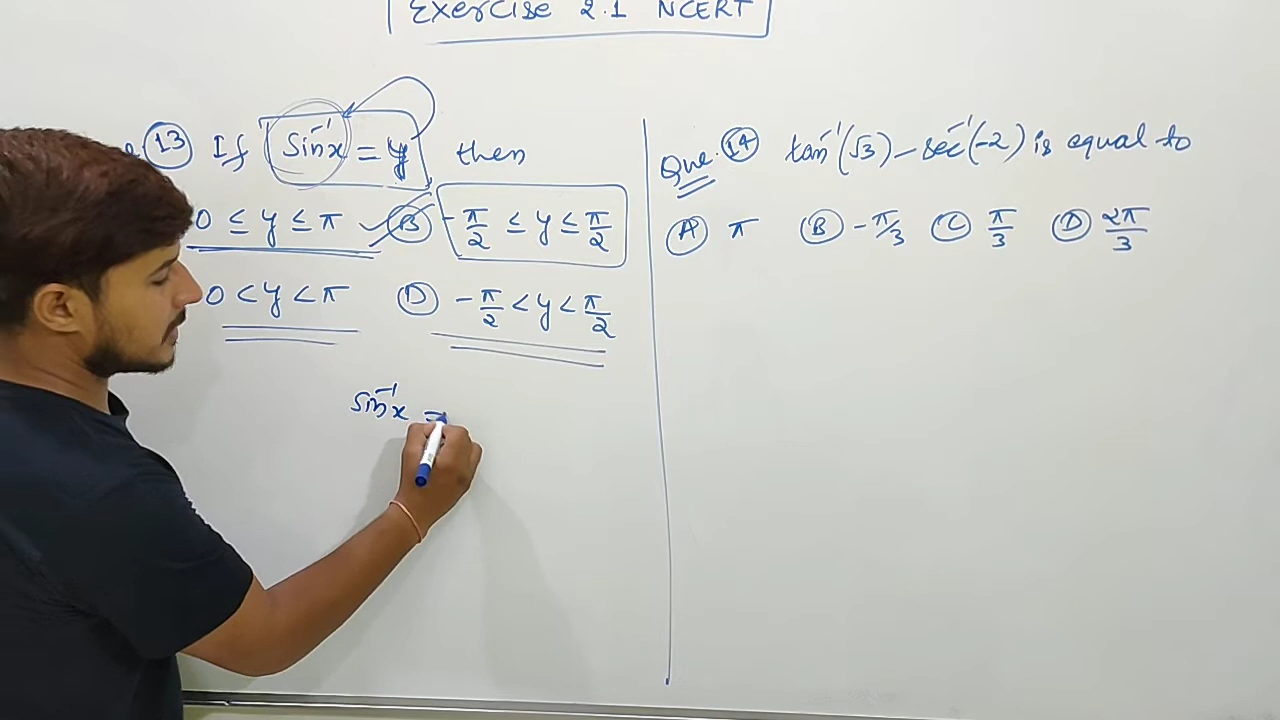 Exercise 2.1 NCERT
13 If sin⁻¹x = y then
0 ≤ y ≤ π B -π/2 ≤ y ≤ π/2
0 < y < π D -π/2 < y < π/2
sin⁻¹x =
Que. 14 tan⁻¹(√3) - sec⁻¹(-2) is equal to
A π B -π/3 C π/3 D 2π/3